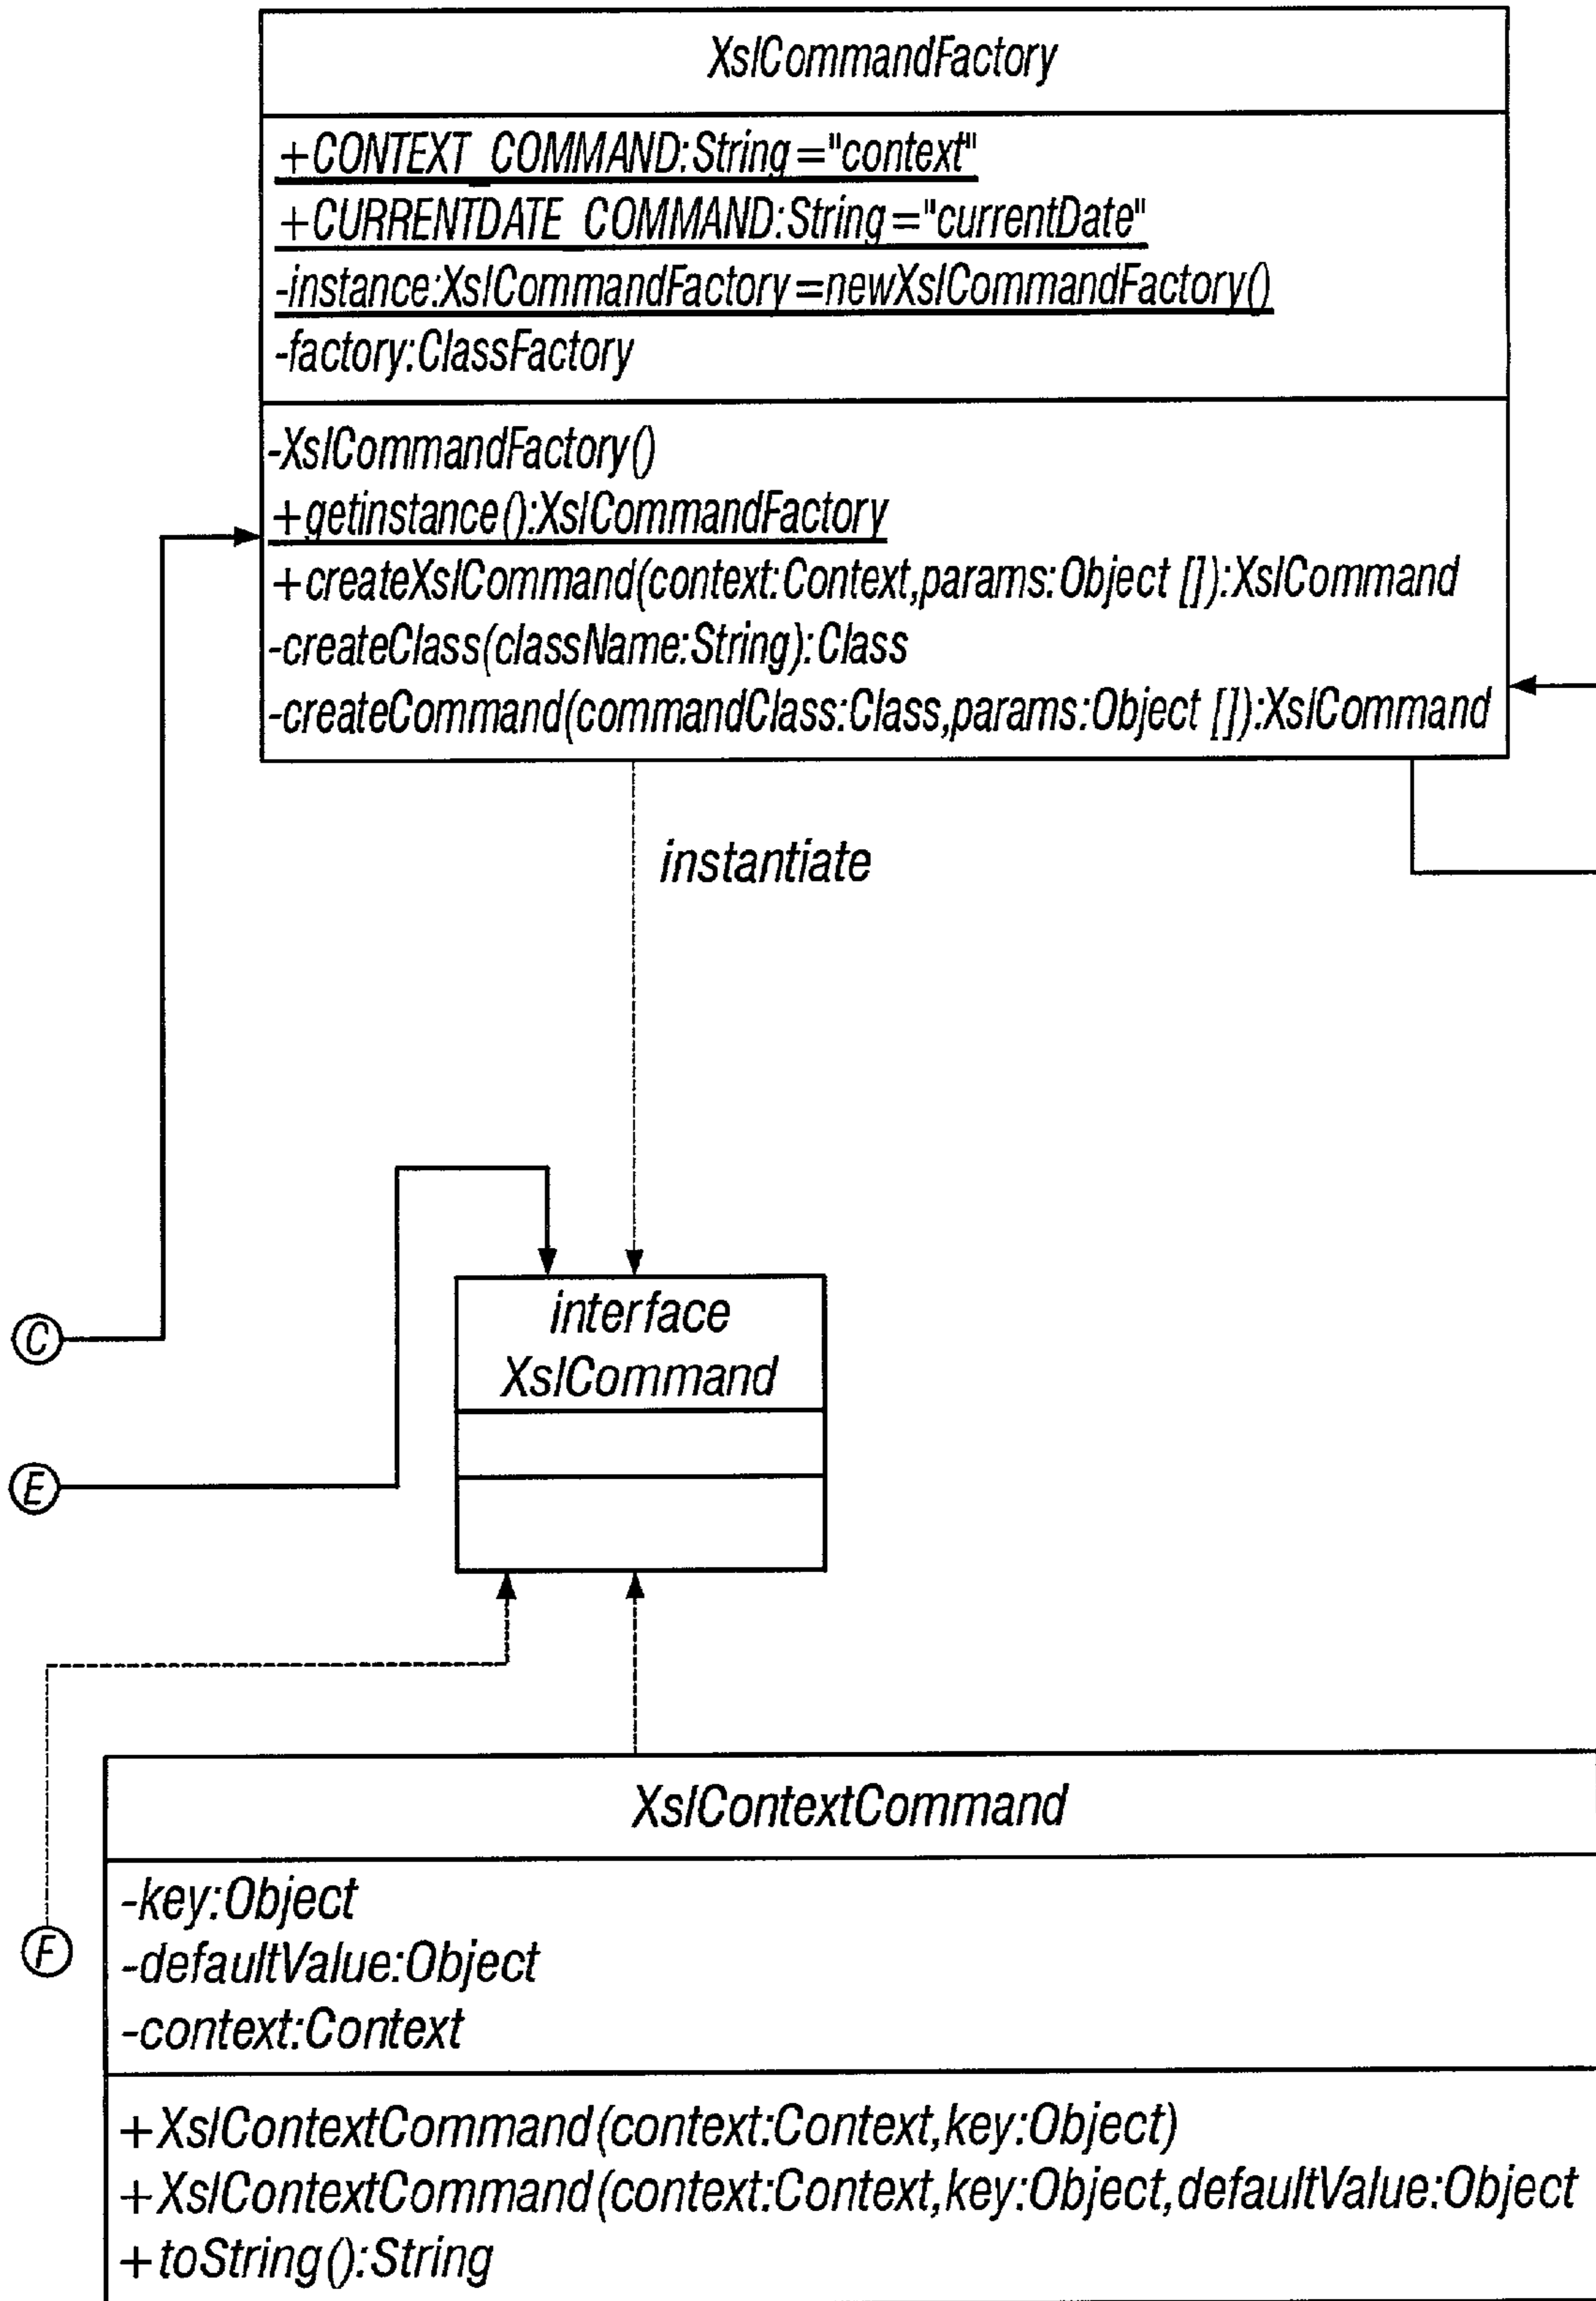 XslCommandFactory
+CONTEXT_COMMAND:String="context"
+CURRENTDATE_COMMAND:String="currentDate"
-instance:XslCommandFactory=newXslCommandFactory()
-factory:ClassFactory
-XslCommandFactory()
+getinstance():XslCommandFactory
+createXslCommand(context:Context,params:Object []):XslCommand
-createClass(className:String):Class
-createCommand(commandClass:Class,params:Object []):XslCommand
instantiate
C
interface
XslCommand
E
XslContextCommand
-key:Object
F
-defaultValue:Object
-context:Context
+XslContextCommand(context:Context,key:Object)
+XslContextCommand(context:Context,key:Object,defaultValue:Object
+toString():String